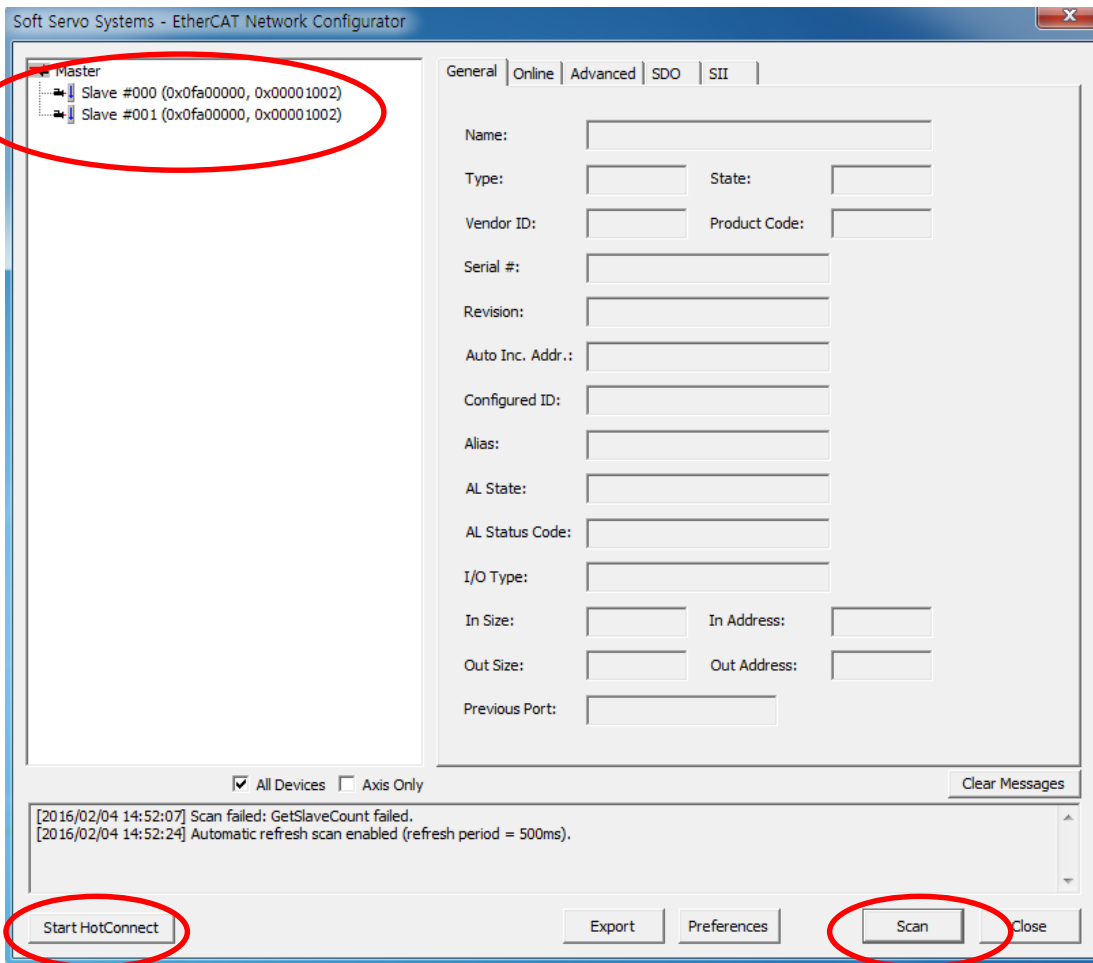 Soft Servo Systems - EtherCAT Network Configurator
x
Master
Slave #000 (0x0fa00000, 0x00001002)
Slave #001 (0x0fa00000, 0x00001002)
General Online Advanced SDO SII
Name:
Type: State:
Vendor ID: Product Code:
Serial #:
Revision:
Auto Inc. Addr.:
Configured ID:
Alias:
AL State:
AL Status Code:
I/O Type:
In Size: In Address:
Out Size: Out Address:
Previous Port:
All Devices Axis Only
Clear Messages
[2016/02/04 14:52:07] Scan failed: GetSlaveCount failed.
[2016/02/04 14:52:24] Automatic refresh scan enabled (refresh period = 500ms).
Start HotConnect Export Preferences Scan Close